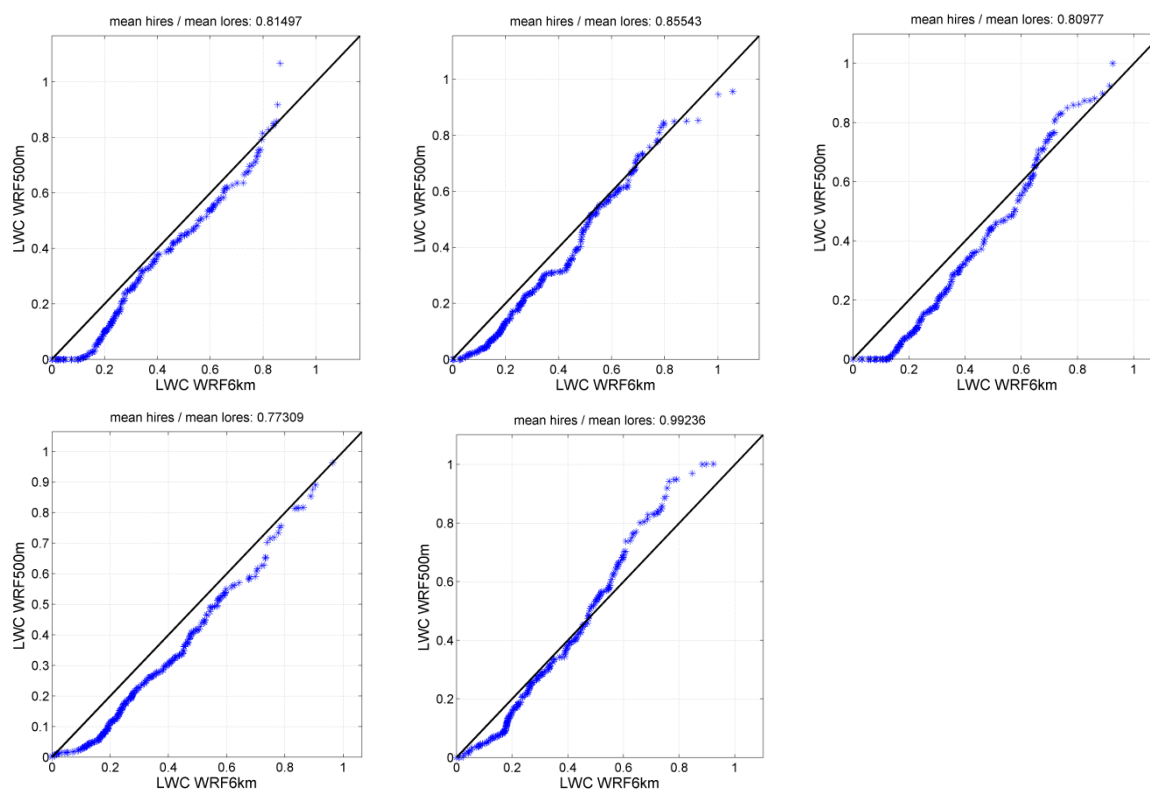 mean hires / mean lores: 0.81497
1
0.8
0.6
0.4
0.2
0
LWC WRF500m
0 0.2 0.4 0.6 0.8 1
LWC WRF6km
mean hires / mean lores: 0.85543
1
0.8
0.6
0.4
0.2
0
LWC WRF500m
0 0.2 0.4 0.6 0.8 1
LWC WRF6km
mean hires / mean lores: 0.80977
1
0.8
0.6
0.4
0.2
0
LWC WRF500m
0 0.2 0.4 0.6 0.8 1
LWC WRF6km
mean hires / mean lores: 0.77309
1
0.9
0.8
0.7
0.6
0.5
0.4
0.3
0.2
0.1
0
LWC WRF500m
0 0.2 0.4 0.6 0.8 1
LWC WRF6km
mean hires / mean lores: 0.99236
1
0.8
0.6
0.4
0.2
0
LWC WRF500m
0 0.2 0.4 0.6 0.8 1
LWC WRF6km